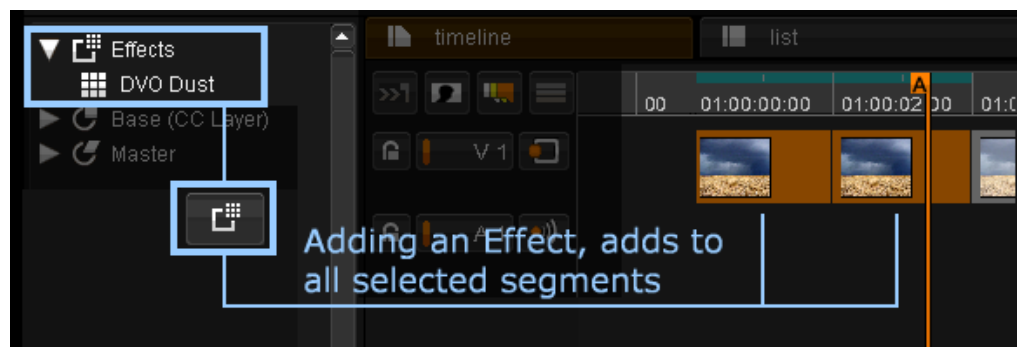 Effects
DVO Dust
Base (CC Layer)
Master
timeline
list
>>1
00 01:00:00:00 01:00:02:00 01:0
A
V 1
Adding an Effect, adds to
all selected segments